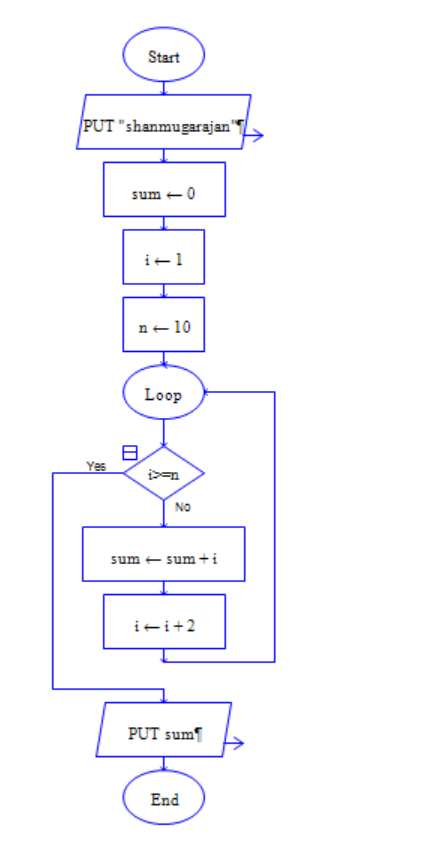 Start
PUT "shanmugarajan"¶
sum ← 0
i ← 1
n ← 10
Loop
Yes
i>=n
No
sum ← sum + i
i ← i + 2
PUT sum¶
End